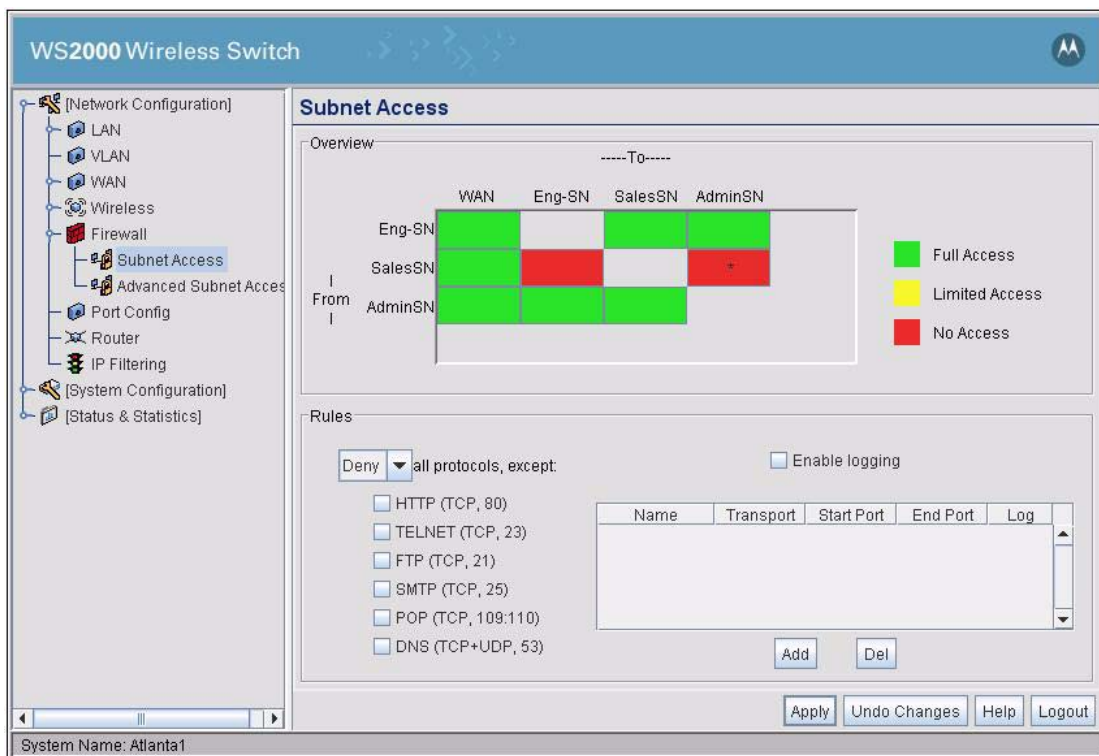 WS2000 Wireless Switch
[Network Configuration]
LAN
VLAN
WAN
Wireless
Firewall
Subnet Access
Advanced Subnet Acces
Port Config
Router
IP Filtering
[System Configuration]
[Status & Statistics]
Subnet Access
Overview
-----To-----
WAN Eng-SN SalesSN AdminSN
Eng-SN
SalesSN *
From
AdminSN
Full Access
Limited Access
No Access
Rules
Deny all protocols, except:
Enable logging
HTTP (TCP, 80)
TELNET (TCP, 23)
FTP (TCP, 21)
SMTP (TCP, 25)
POP (TCP, 109:110)
DNS (TCP+UDP, 53)
Name Transport Start Port End Port Log
Add Del
Apply Undo Changes Help Logout
System Name: Atlanta1